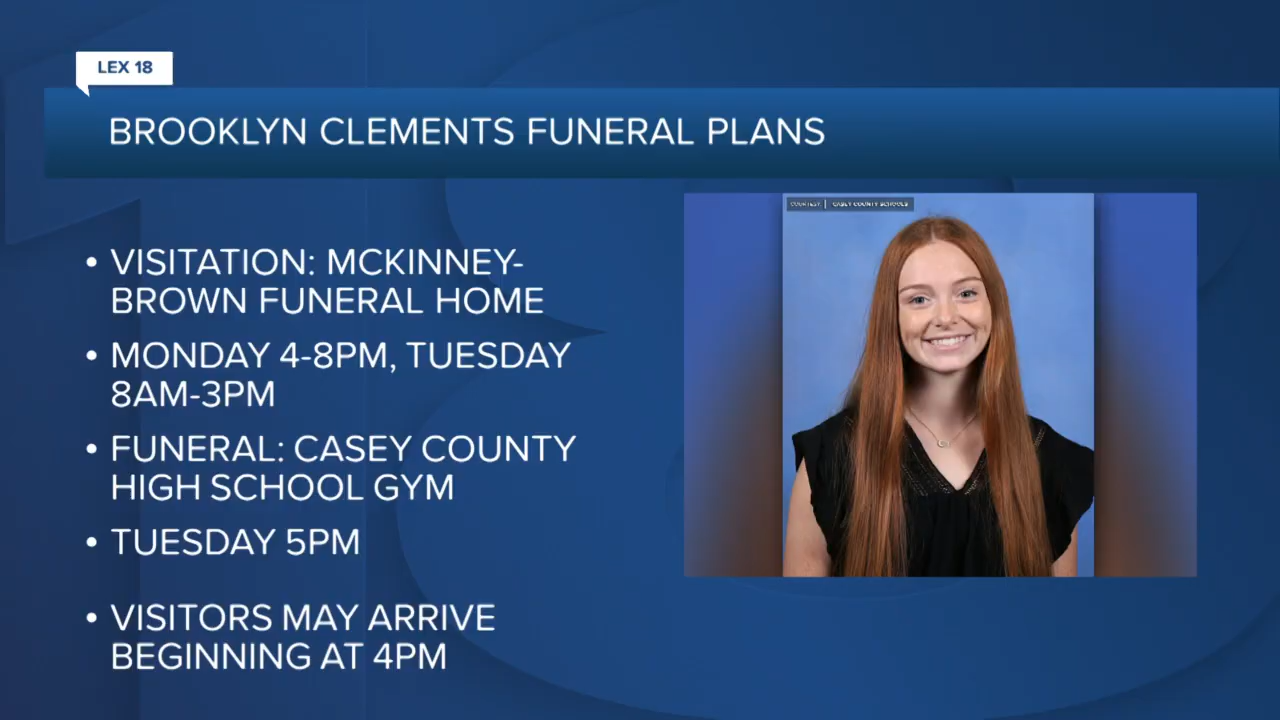 LEX 18
BROOKLYN CLEMENTS FUNERAL PLANS
COURTESY | CASEY COUNTY SCHOOLS
• VISITATION: MCKINNEY-
BROWN FUNERAL HOME
• MONDAY 4-8PM, TUESDAY
8AM-3PM
• FUNERAL: CASEY COUNTY
HIGH SCHOOL GYM
• TUESDAY 5PM
• VISITORS MAY ARRIVE
BEGINNING AT 4PM